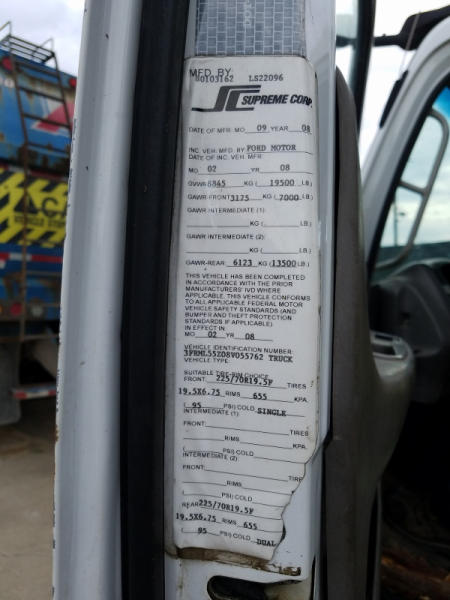 DOT-
MFD. BY:
00103162 LS22096
SUPREME CORP.
DATE OF MFR. MO 09 YEAR 08
INC. VEH. MFD. BY FORD MOTOR
DATE OF INC. VEH MFR:
MO 02 YR 08
GVWR 8845 KG ( 19500 LB.)
GAWR-FRONT 3175 KG ( 7000 LB.)
GAWR INTERMEDIATE (1)
KG ( LB.)
GAWR INTERMEDIATE (2):
KG ( LB.)
GAWR-REAR: 6123 KG ( 13500 LB.)
THIS VEHICLE HAS BEEN COMPLETED
IN ACCORDANCE WITH THE PRIOR
MANUFACTURERS' IVD WHERE
APPLICABLE. THIS VEHICLE CONFORMS
TO ALL APPLICABLE FEDERAL MOTOR
VEHICLE SAFETY STANDARDS (AND
BUMPER AND THEFT PROTECTION
STANDARDS IF APPLICABLE)
IN EFFECT IN
MO 02 YR 08
VEHICLE IDENTIFICATION NUMBER:
3FRML55Z08V055762 TRUCK
VEHICLE TYPE
SUITABLE TIRE-RIM CHOICE
FRONT: 225/70R19.5F TIRES
19.5X6.75 RIMS 655 KPA.
( 95 PSI) COLD SINGLE
INTERMEDIATE (1):
FRONT: TIRES
RIMS KPA.
( PSI) COLD
INTERMEDIATE (2):
FRONT: TIRE
RIMS
( PSI) COLD
REAR 225/70R19.5F
19.5X6.75 RIMS 655
( 95 PSI) COLD DUAL